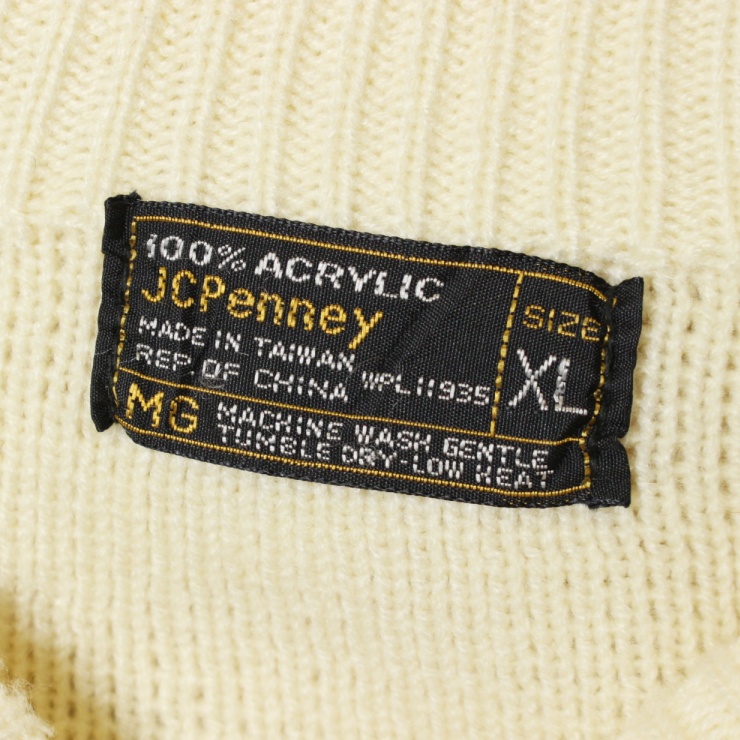 100% ACRYLIC
JCPenney
MADE IN TAIWAN
REP OF CHINA WPL 11935
SIZE
XL
MG
MACHINE WASH GENTLE
TUMBLE DRY-LOW HEAT